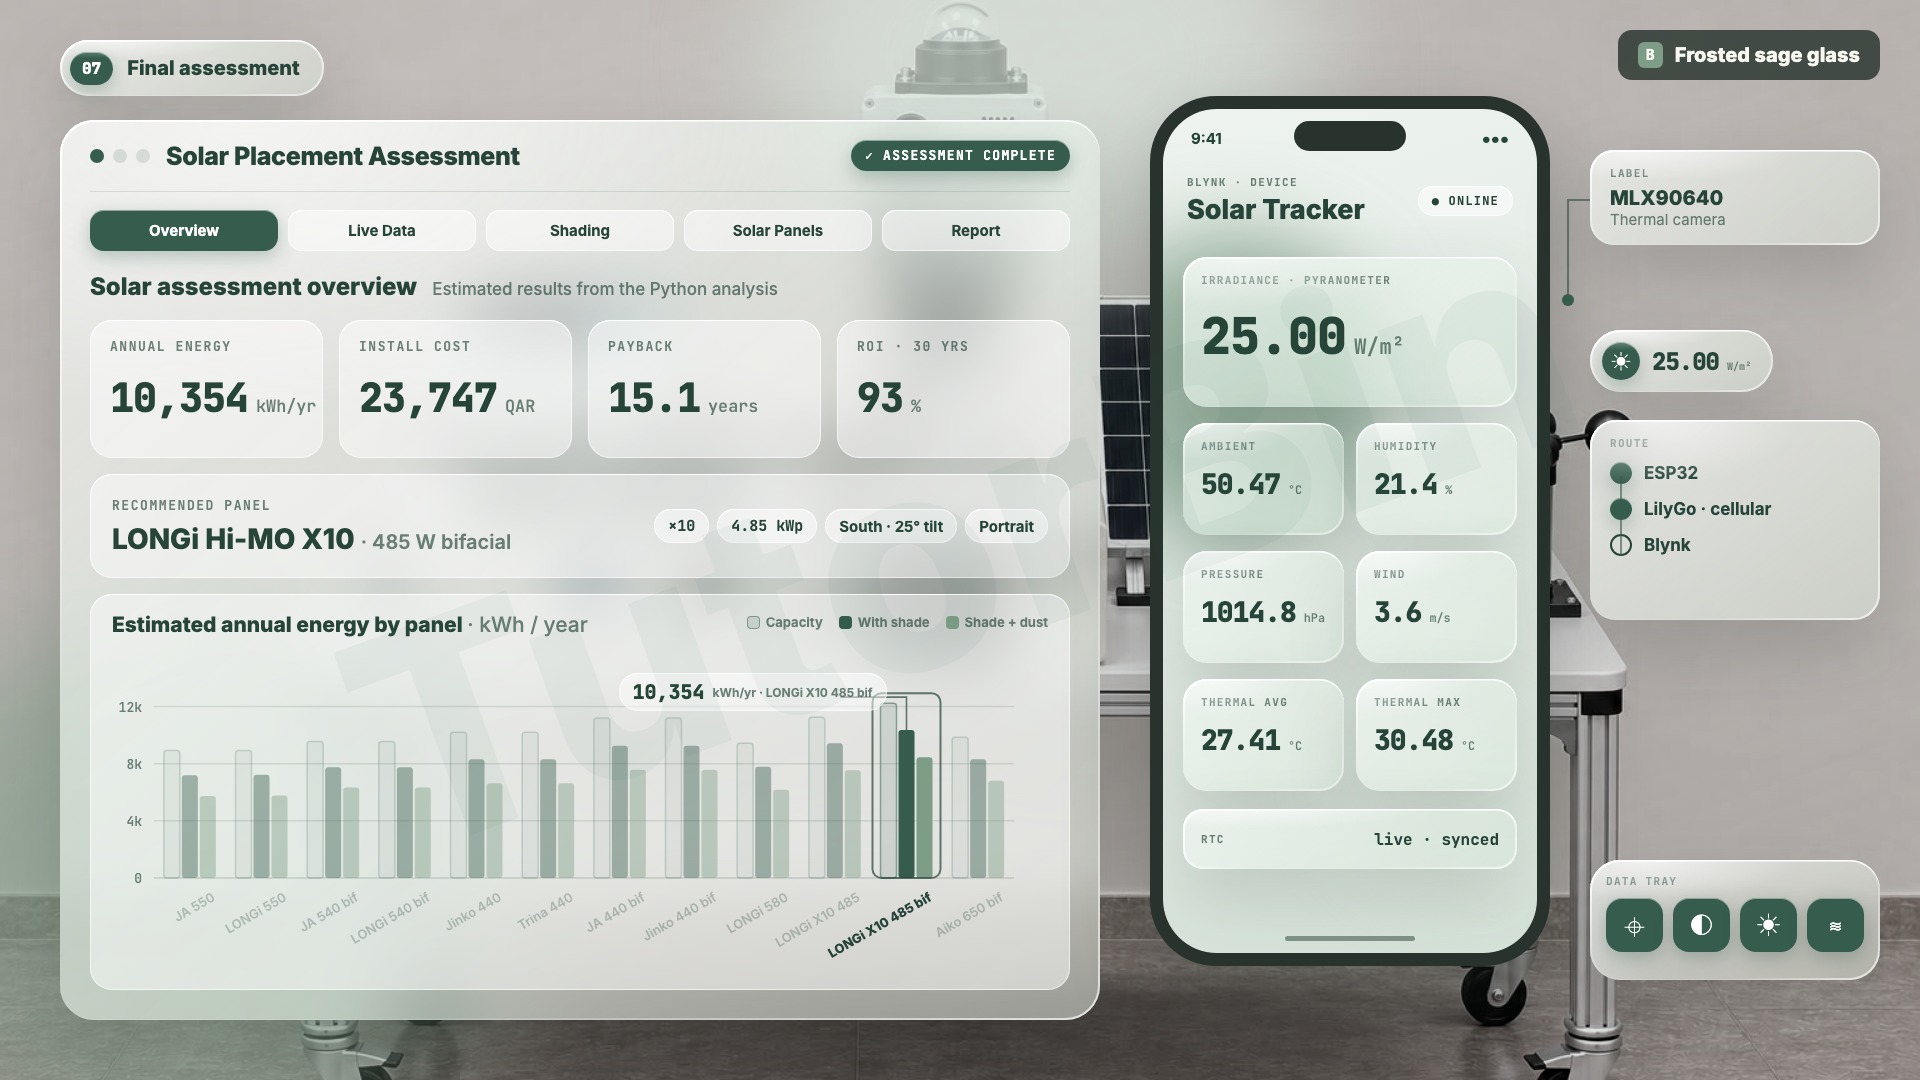 07 Final assessment
B Frosted sage glass
Solar Placement Assessment
✓ ASSESSMENT COMPLETE
Overview
Live Data
Shading
Solar Panels
Report
Solar assessment overview Estimated results from the Python analysis
ANNUAL ENERGY
10,354 kWh/yr
INSTALL COST
23,747 QAR
PAYBACK
15.1 years
ROI · 30 YRS
93 %
RECOMMENDED PANEL
LONGi Hi-MO X10 · 485 W bifacial
×10
4.85 kWp
South · 25° tilt
Portrait
Estimated annual energy by panel · kWh / year
Capacity
With shade
Shade + dust
10,354 kWh/yr · LONGi X10 485 bif
12k
8k
4k
0
JA 550
LONGi 550
JA 540 bif
LONGi 540 bif
Jinko 440
Trina 440
JA 440 bif
Jinko 440 bif
LONGi 580
LONGi X10 485
LONGi X10 485 bif
Aiko 650 bif
9:41
BLYNK · DEVICE
Solar Tracker
● ONLINE
IRRADIANCE · PYRANOMETER
25.00 W/m²
AMBIENT
50.47 °C
HUMIDITY
21.4 %
PRESSURE
1014.8 hPa
WIND
3.6 m/s
THERMAL AVG
27.41 °C
THERMAL MAX
30.48 °C
RTC
live · synced
LABEL
MLX90640
Thermal camera
25.00 W/m²
ROUTE
ESP32
LilyGo · cellular
Blynk
DATA TRAY
TutorBin